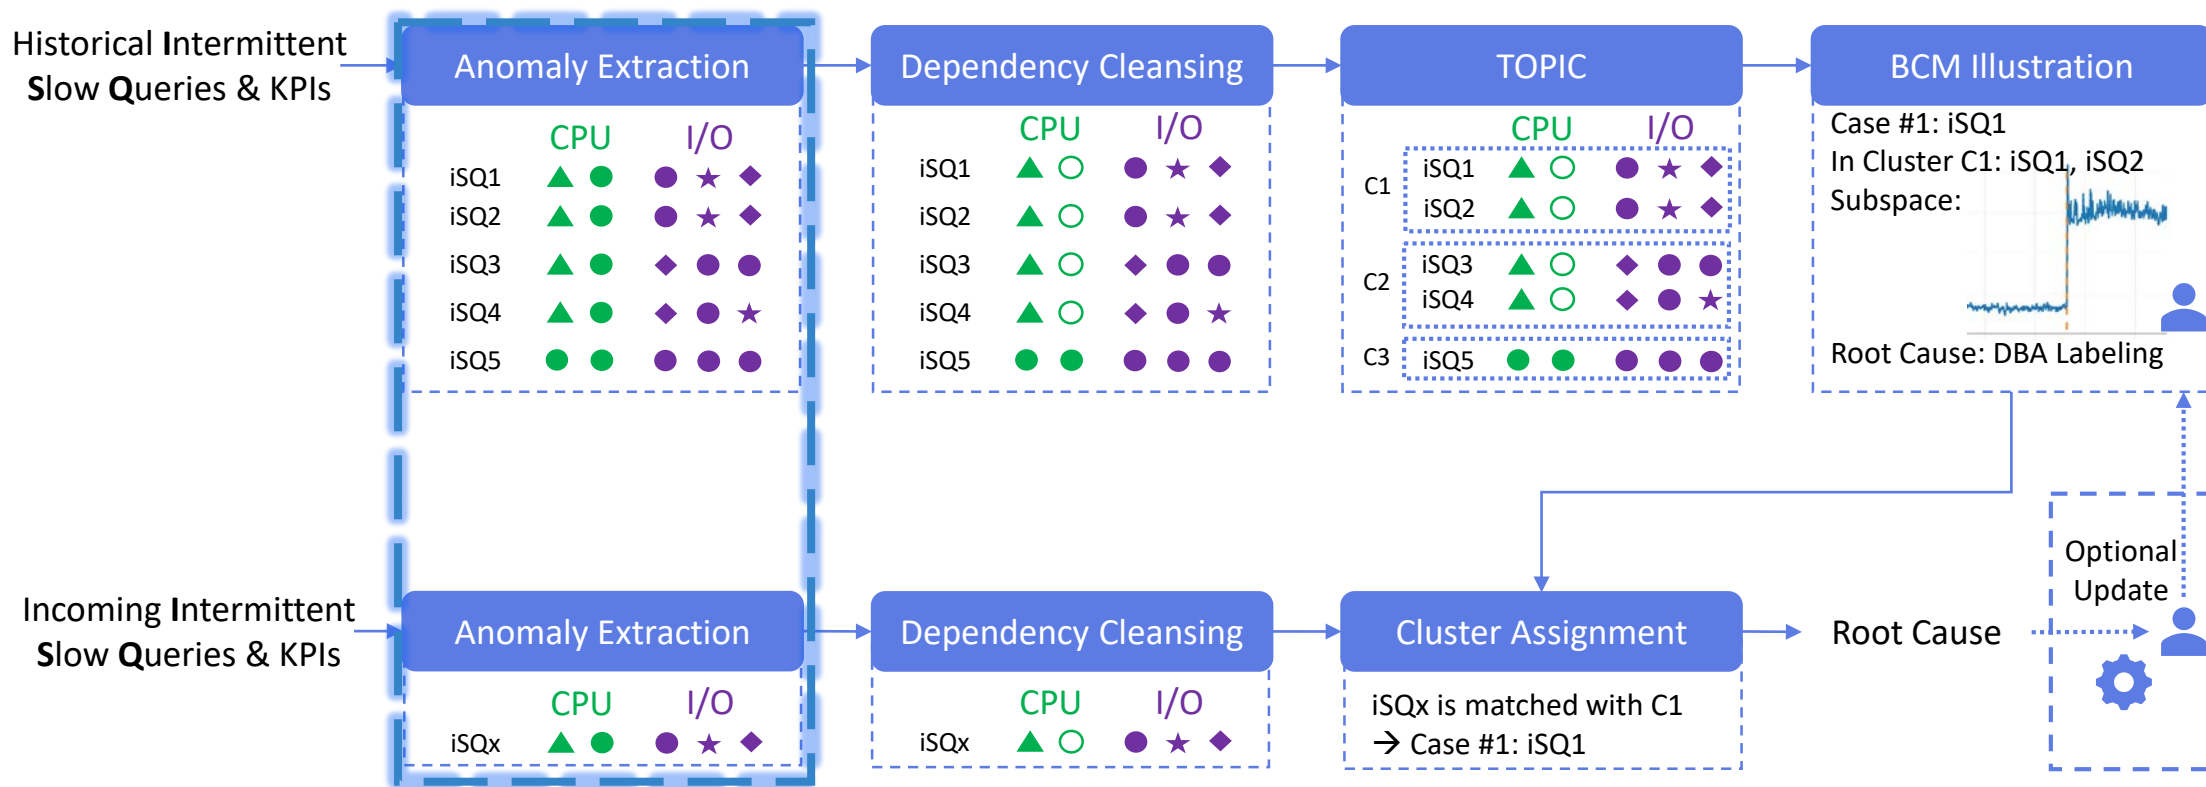 Historical Intermittent
Slow Queries & KPIs
Anomaly Extraction
CPU I/O
iSQ1
iSQ2
iSQ3
iSQ4
iSQ5
Dependency Cleansing
CPU I/O
iSQ1
iSQ2
iSQ3
iSQ4
iSQ5
TOPIC
CPU I/O
C1
iSQ1
iSQ2
C2
iSQ3
iSQ4
C3
iSQ5
BCM Illustration
Case #1: iSQ1
In Cluster C1: iSQ1, iSQ2
Subspace:
Root Cause: DBA Labeling
Incoming Intermittent
Slow Queries & KPIs
Anomaly Extraction
CPU I/O
iSQx
Dependency Cleansing
CPU I/O
iSQx
Cluster Assignment
iSQx is matched with C1
→ Case #1: iSQ1
Root Cause
Optional
Update